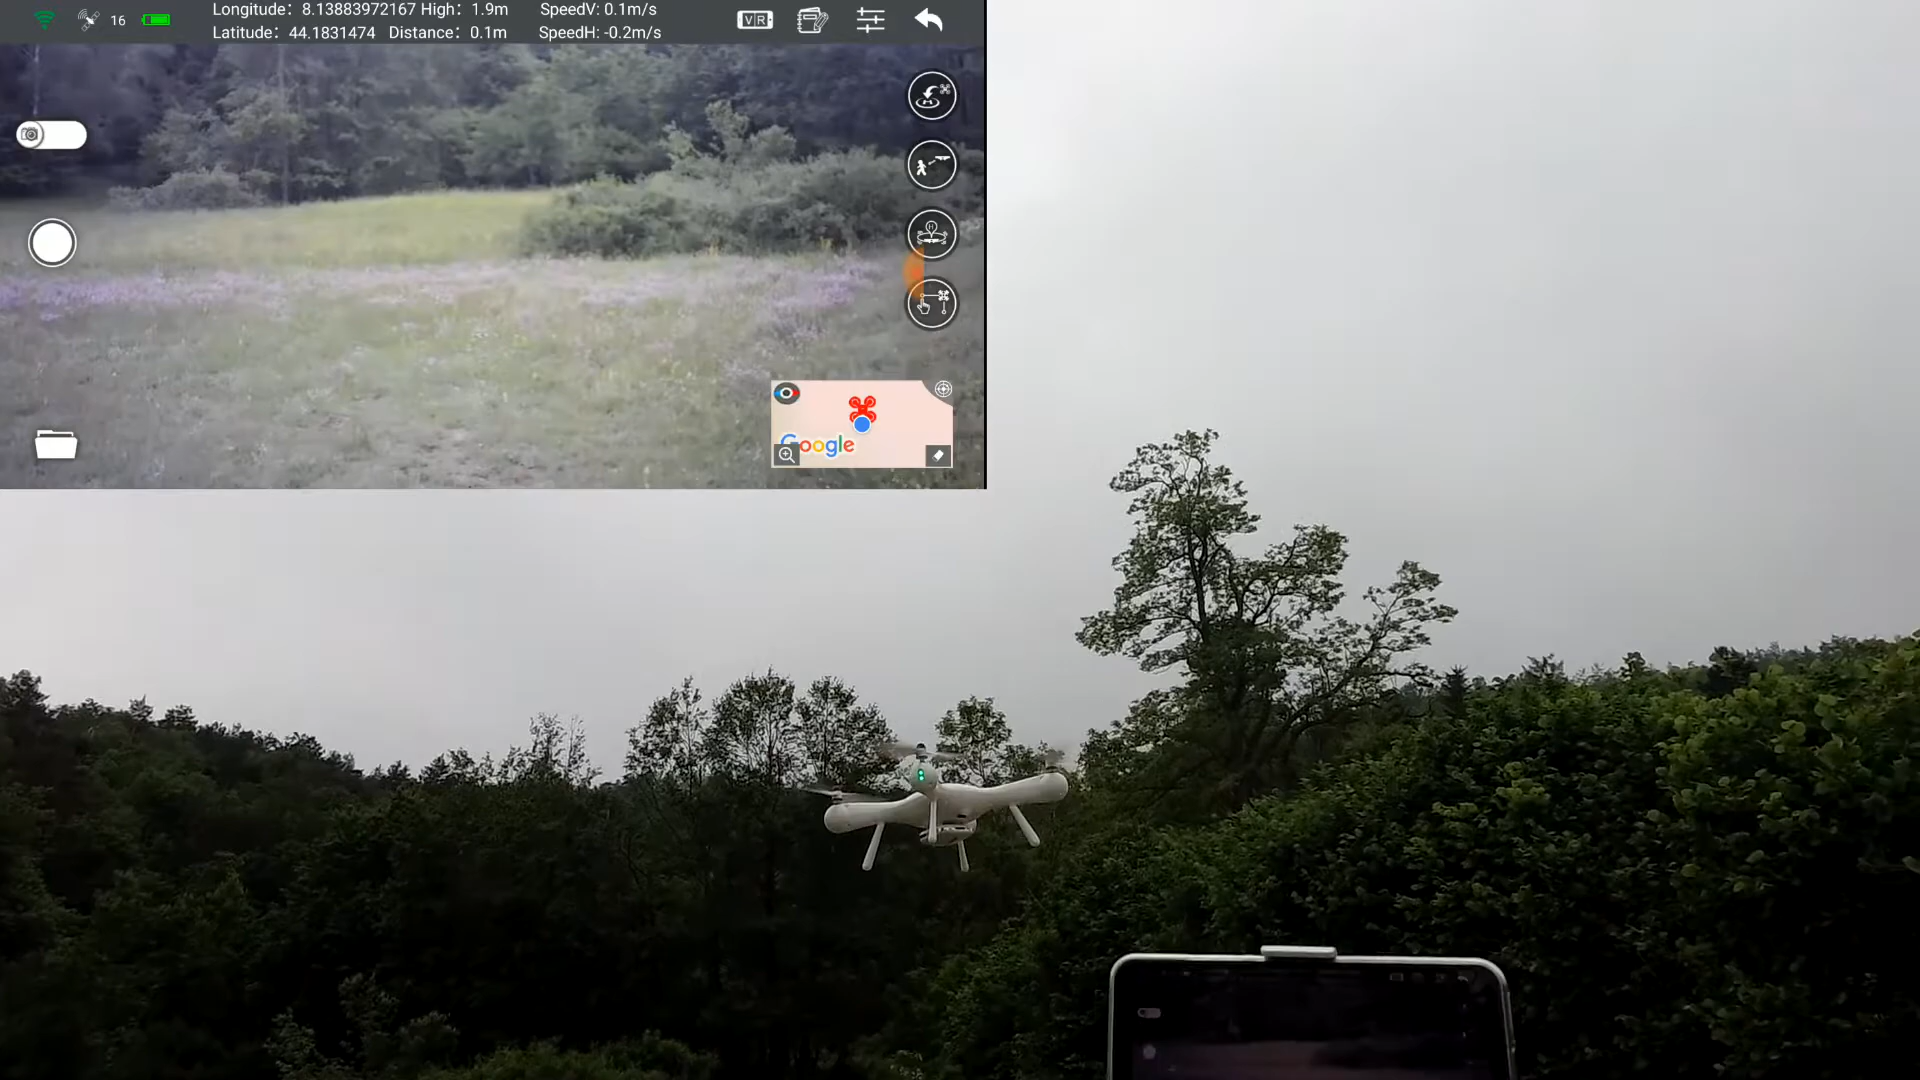 16
Longitude: 8.13883972167 High: 1.9m SpeedV: 0.1m/s
Latitude: 44.1831474 Distance: 0.1m SpeedH: -0.2m/s
VR
H
Google